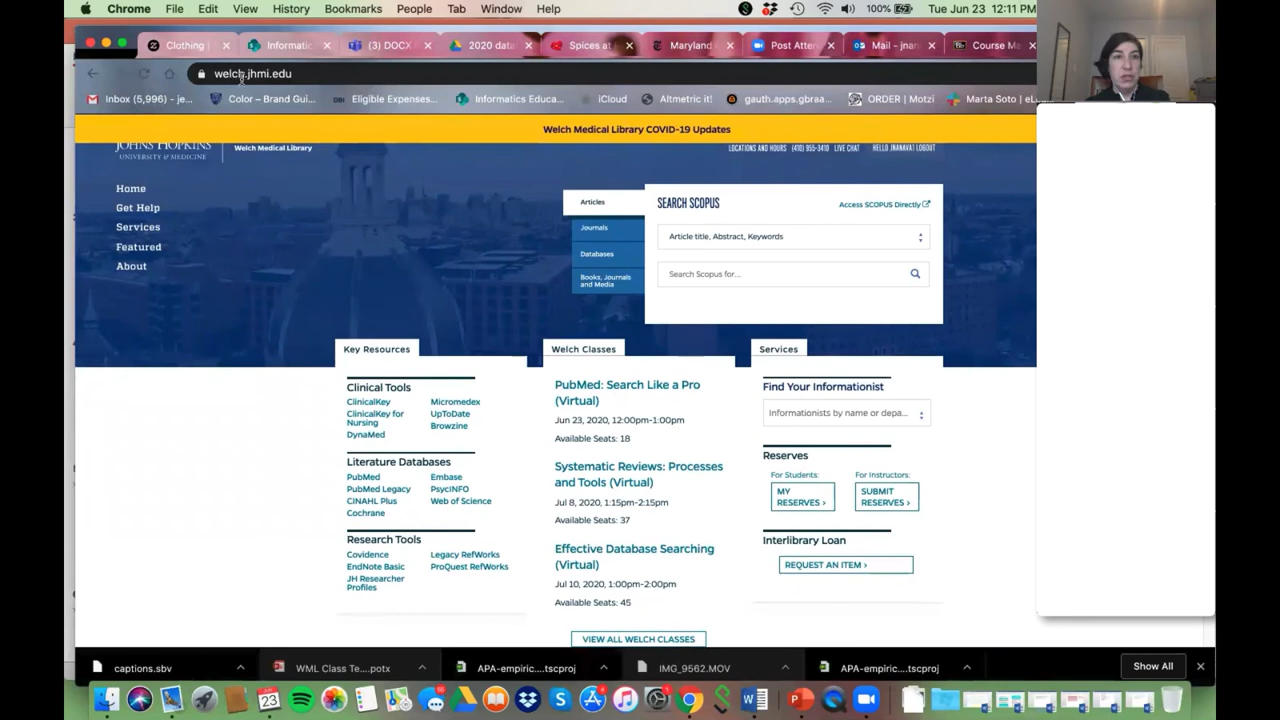 Chrome File Edit View History Bookmarks People Tab Window Help 100% Tue Jun 23 12:11 PM
Clothing Informatic (3) DOCX 2020 data Spices at Maryland Post Atten Mail – jnan Course Ma
welch.jhmi.edu
Inbox (5,996) - je... Color – Brand Gui... Eligible Expenses... Informatics Educa... iCloud Altmetric it! gauth.apps.gbraa... ORDER | Motzi Marta Soto | eL
Welch Medical Library COVID-19 Updates
JOHNS HOPKINS
UNIVERSITY & MEDICINE
Welch Medical Library
LOCATIONS AND HOURS (410) 955-3410 LIVE CHAT HELLO JNANAVA1 LOGOUT
Home
Get Help
Services
Featured
About
Articles
Journals
Databases
Books, Journals
and Media
SEARCH SCOPUS
Access SCOPUS Directly
Article title, Abstract, Keywords
Search Scopus for...
Key Resources
Clinical Tools
ClinicalKey
ClinicalKey for
Nursing
DynaMed
Micromedex
UpToDate
Browzine
Literature Databases
PubMed
PubMed Legacy
CINAHL Plus
Cochrane
Embase
PsycINFO
Web of Science
Research Tools
Covidence
EndNote Basic
JH Researcher
Profiles
Legacy RefWorks
ProQuest RefWorks
Welch Classes
PubMed: Search Like a Pro
(Virtual)
Jun 23, 2020, 12:00pm-1:00pm
Available Seats: 18
Systematic Reviews: Processes
and Tools (Virtual)
Jul 8, 2020, 1:15pm-2:15pm
Available Seats: 37
Effective Database Searching
(Virtual)
Jul 10, 2020, 1:00pm-2:00pm
Available Seats: 45
VIEW ALL WELCH CLASSES
Services
Find Your Informationist
Informationists by name or depa...
Reserves
For Students:
MY
RESERVES ›
For Instructors:
SUBMIT
RESERVES ›
Interlibrary Loan
REQUEST AN ITEM ›
captions.sbv WML Class Te....potx APA-empiric....tscproj IMG_9562.MOV APA-empiric....tscproj Show All